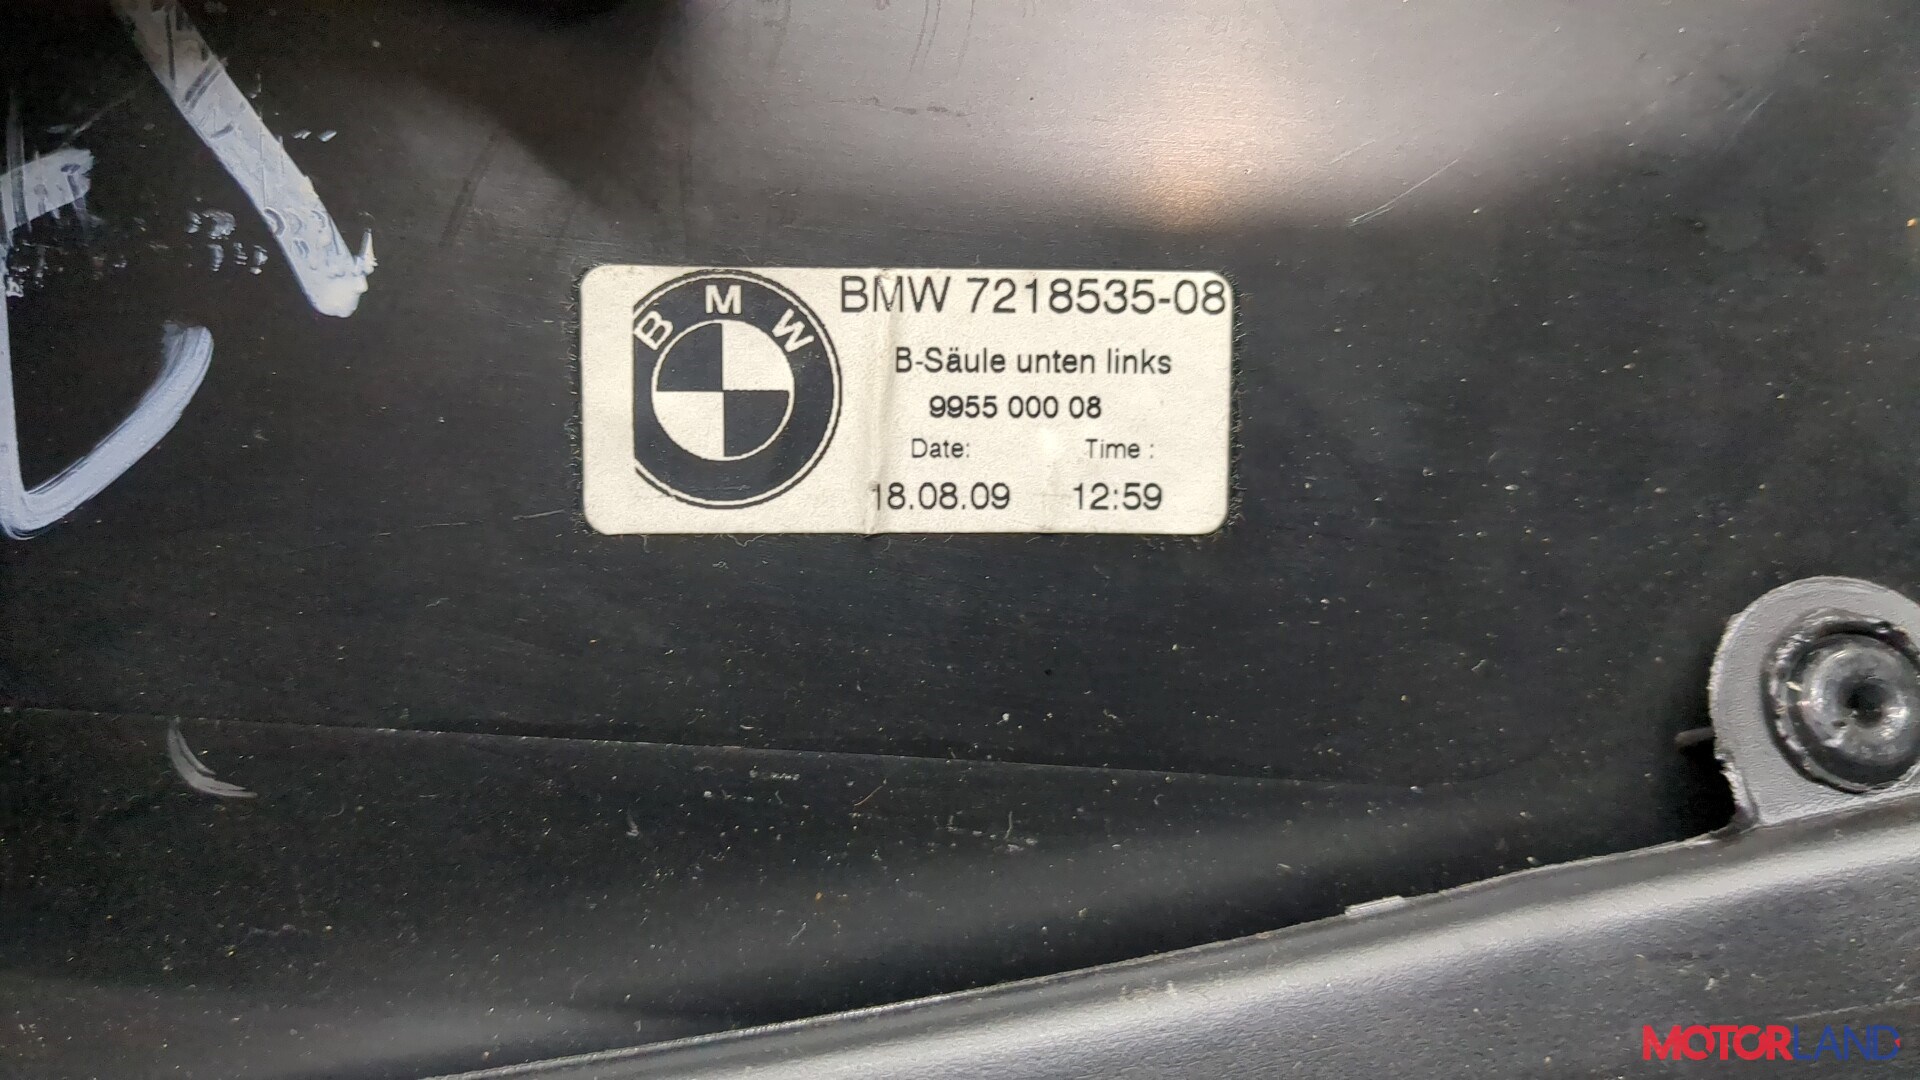 BMW
BMW 7218535-08
B-Säule unten links
9955 000 08
Date: Time :
18.08.09 12:59
MOTORLAND